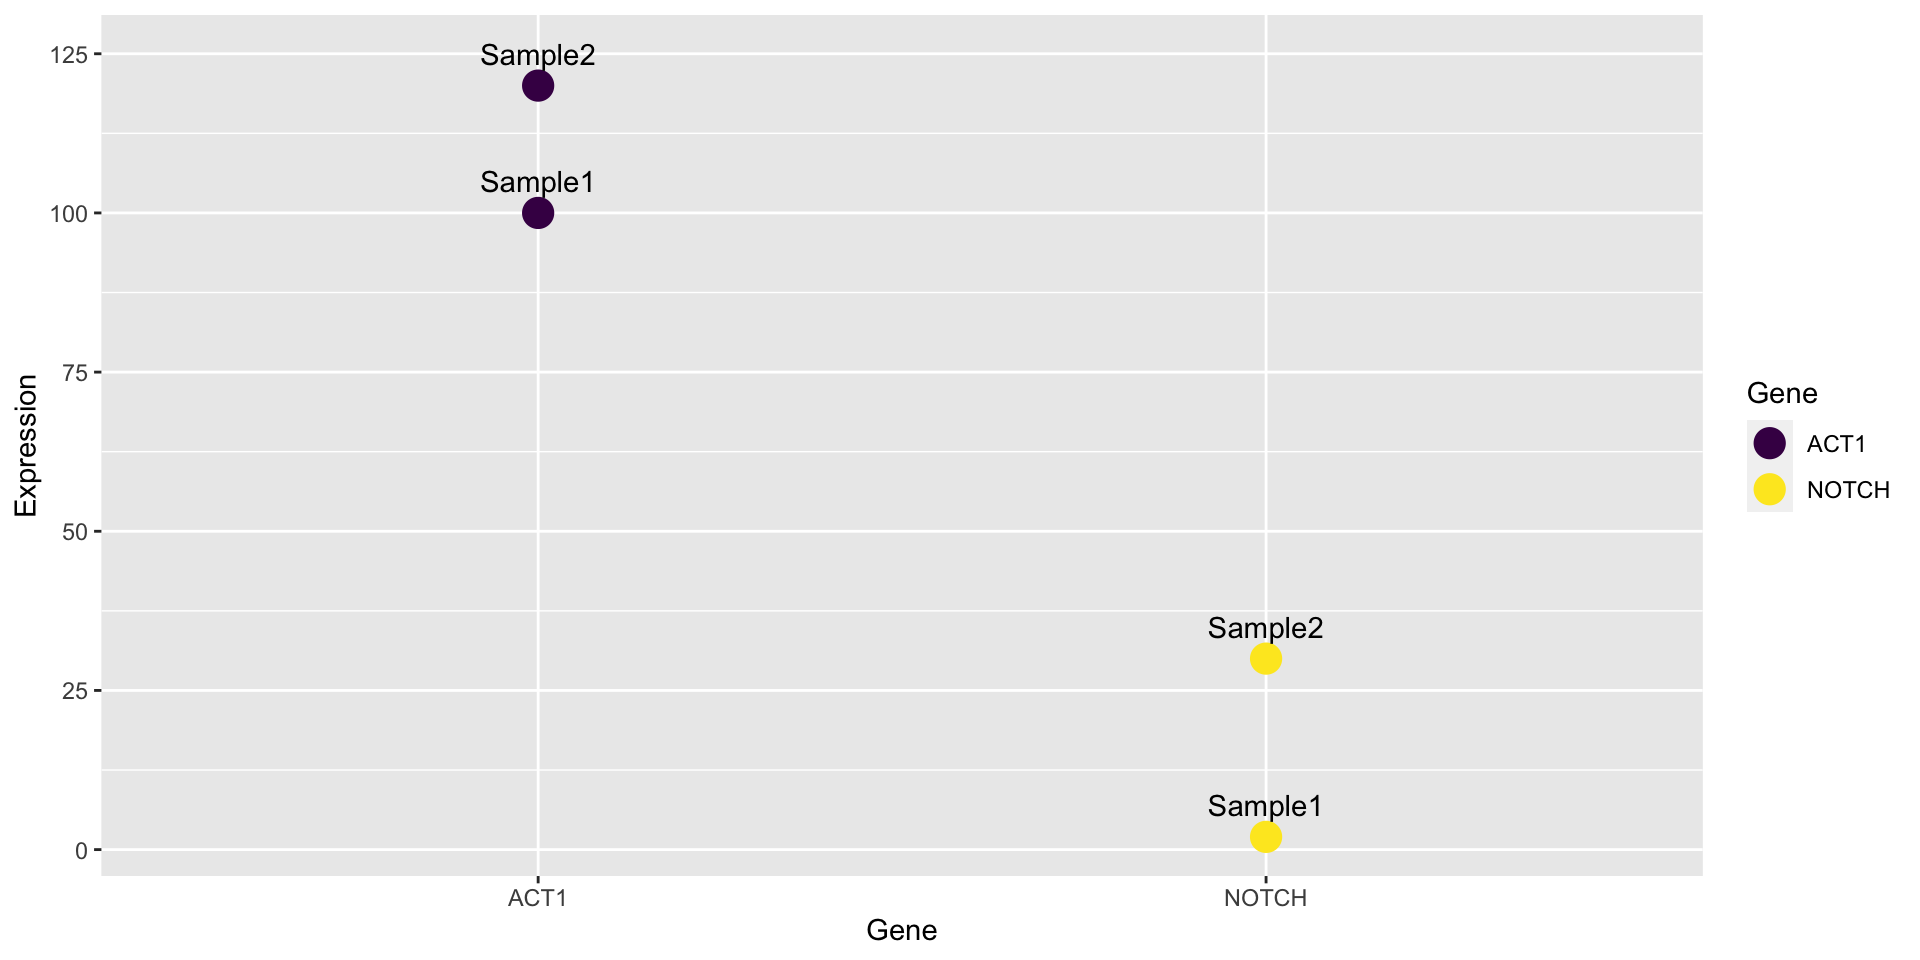 125
Sample2
Sample1
100
75
Expression
50
25
0
Sample2
Sample1
ACT1
NOTCH
Gene
Gene
ACT1
NOTCH